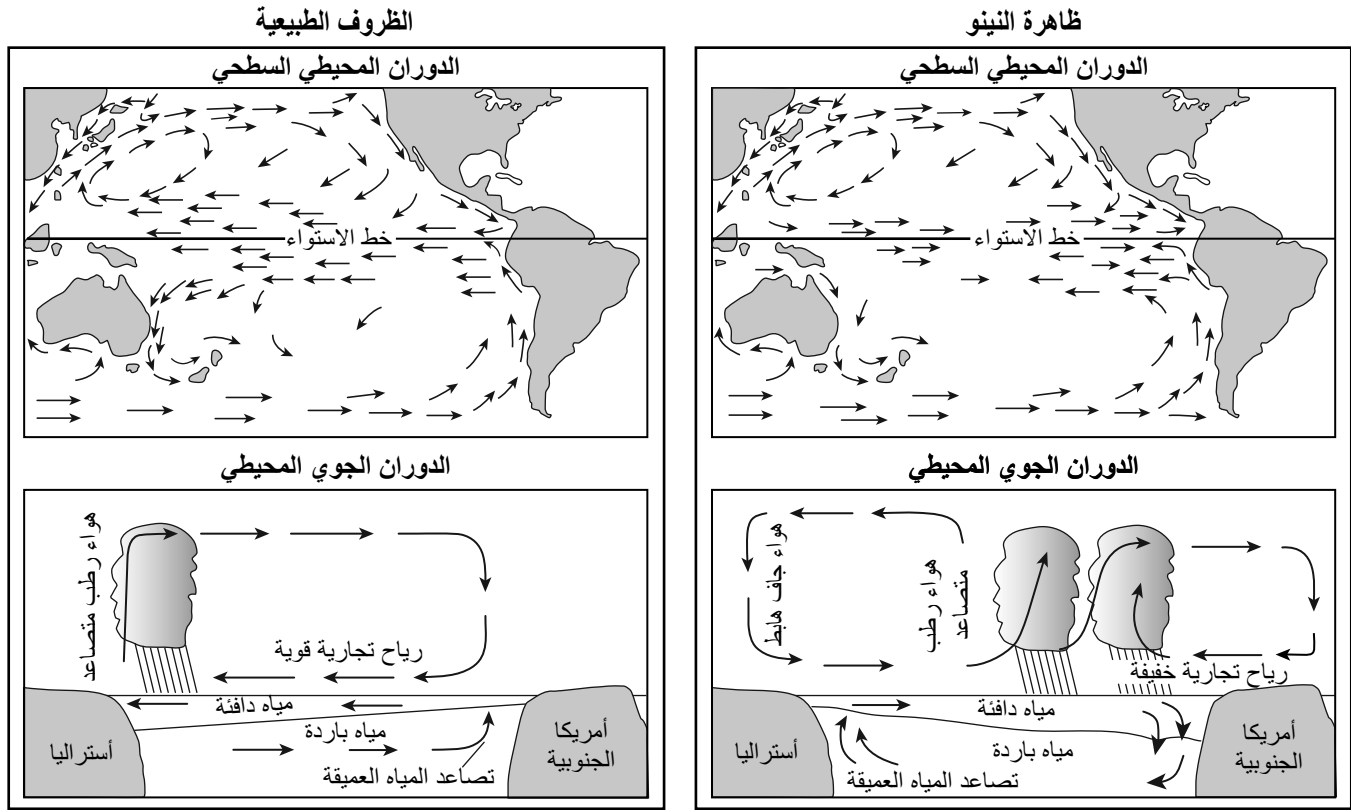 ظاهرة النينو
الدوران المحيطي السطحي
خط الاستواء
الدوران الجوي المحيطي
هواء جاف هابط
هواء رطب
متصاعد
رياح تجارية خفيفة
مياه دافئة
مياه باردة
تصاعد المياه العميقة
أستراليا
أمريكا
الجنوبية
الظروف الطبيعية
الدوران المحيطي السطحي
خط الاستواء
الدوران الجوي المحيطي
هواء رطب متصاعد
رياح تجارية قوية
مياه دافئة
مياه باردة
تصاعد المياه العميقة
أستراليا
أمريكا
الجنوبية